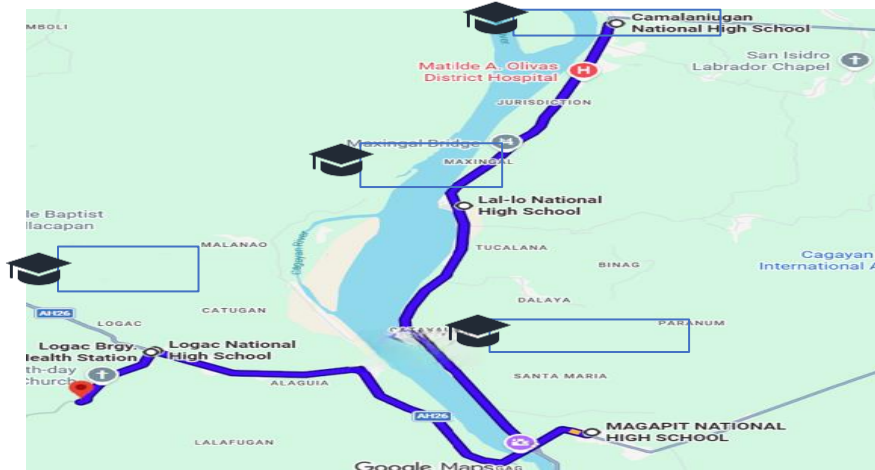 MBOLI
Camalaniugan
National High School
San Isidro
Labrador Chapel
Matilde A. Olivas
District Hospital
H
JURISDICTION
Maxingal Bridge
MAXINGAL
Lal-lo National
High School
le Baptist
llacapan
MALANAO
Cagayan River
TUCALANA
BINAG
Cagayan
International A
DALAYA
CATUGAN
AH26
LOGAC
PARANUM
Logac Brgy.
Health Station
Logac National
High School
th-day
Church
ALAGUIA
SANTA MARIA
AH26
MAGAPIT NATIONAL
HIGH SCHOOL
LALAFUGAN
Google Maps